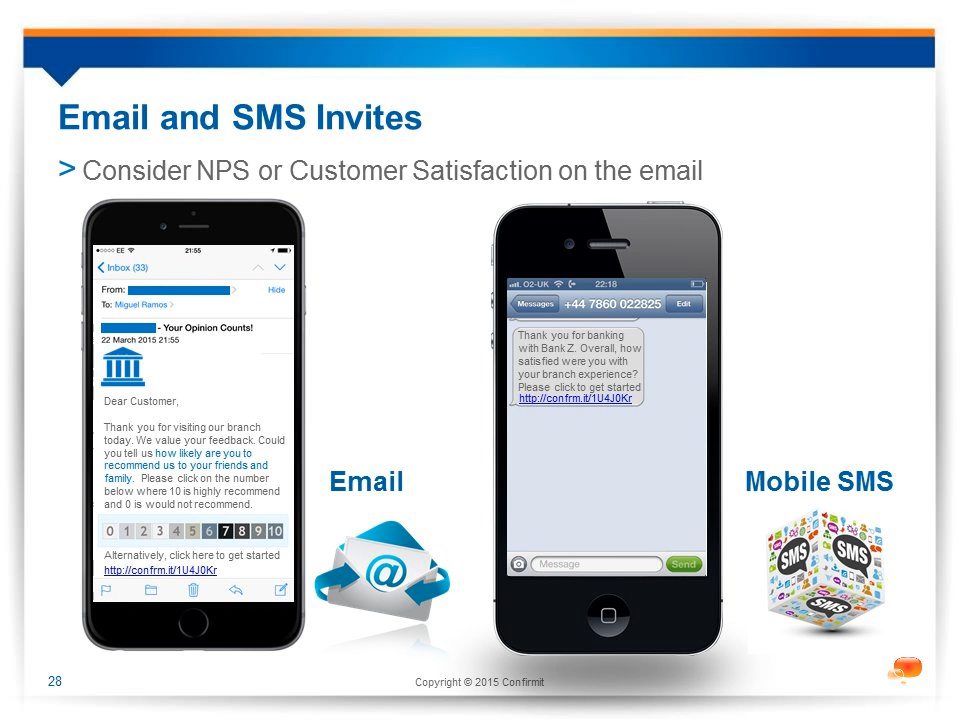 Email and SMS Invites
> Consider NPS or Customer Satisfaction on the email
EE 21:55
Inbox (33)
From: Hide
To: Miguel Ramos >
- Your Opinion Counts!
22 March 2015 21:55
Dear Customer,
Thank you for visiting our branch
today. We value your feedback. Could
you tell us how likely are you to
recommend us to your friends and
family. Please click on the number
below where 10 is highly recommend
and 0 is would not recommend.
0 1 2 3 4 5 6 7 8 9 10
Alternatively, click here to get started
http://confrm.it/1U4J0Kr
Email
@
O2-UK 22:18
Messages +44 7860 022825 Edit
Thank you for banking
with Bank Z. Overall, how
satisfied were you with
your branch experience?
Please click to get started
http://confrm.it/1U4J0Kr
Message Send
Mobile SMS
SMS
SMS
SMS
28
Copyright © 2015 Confirmit